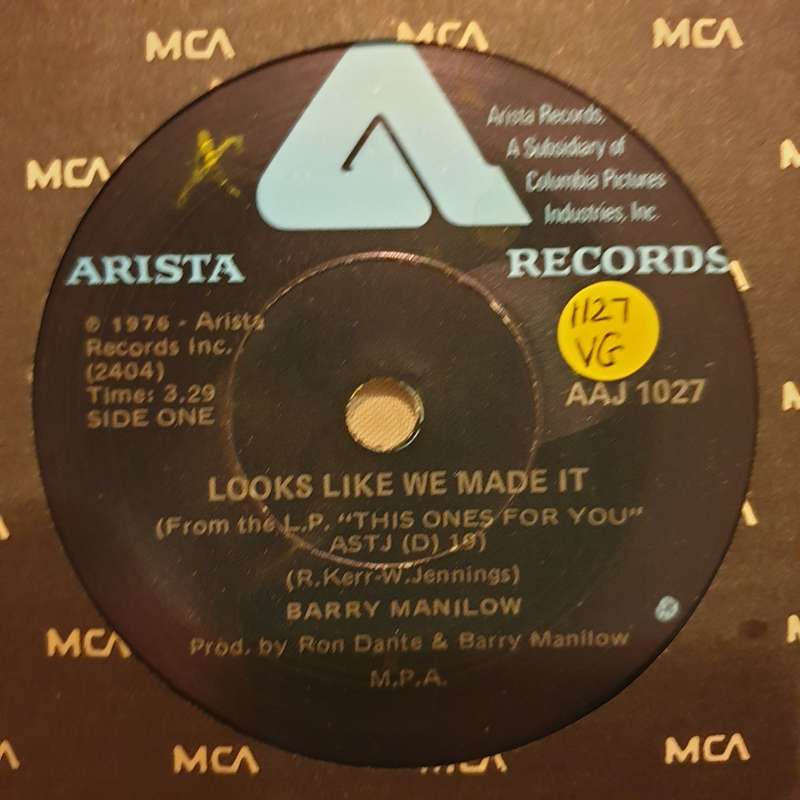 MCA
MCA
MCA
MCA
Arista Records,
A Subsidiary of
Columbia Pictures
Industries, Inc.
ARISTA RECORDS
℗ 1976 - Arista
Records Inc.
(2404)
Time: 3.29
SIDE ONE
1127
VG
AAJ 1027
LOOKS LIKE WE MADE IT
(From the L.P. "THIS ONES FOR YOU"
ASTJ (D) 19)
(R.Kerr-W.Jennings)
BARRY MANILOW
Prod. by Ron Dante & Barry Manilow
M.P.A.
MCA
MCA
MCA
MCA